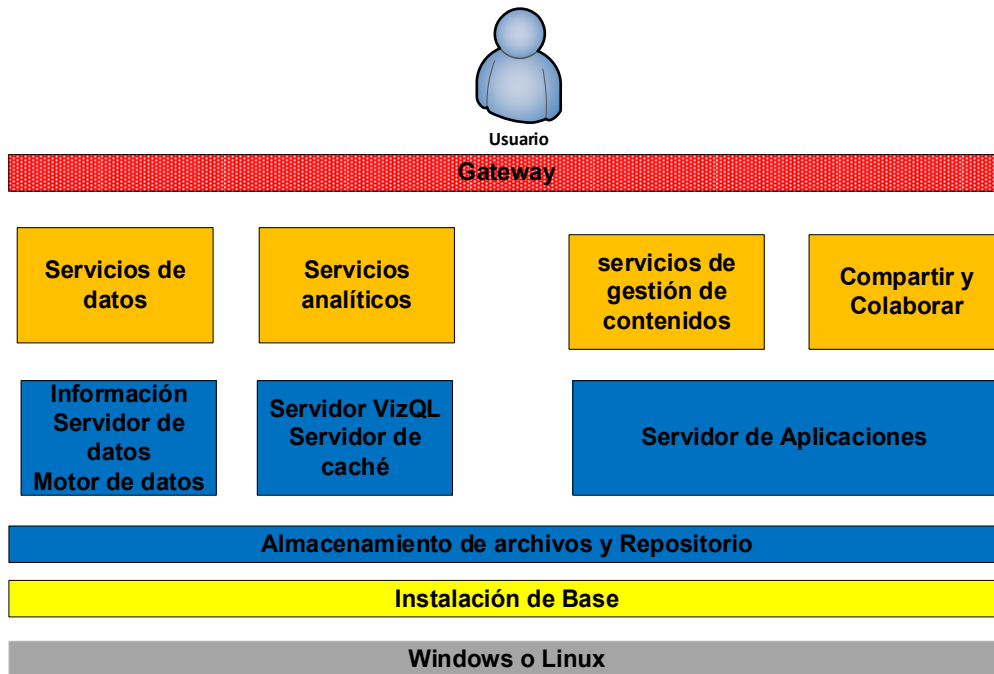 Usuario
Gateway
Servicios de
datos
Servicios
analíticos
servicios de
gestión de
contenidos
Compartir y
Colaborar
Información
Servidor de
datos
Motor de datos
Servidor VizQL
Servidor de
caché
Servidor de Aplicaciones
Almacenamiento de archivos y Repositorio
Instalación de Base
Windows o Linux